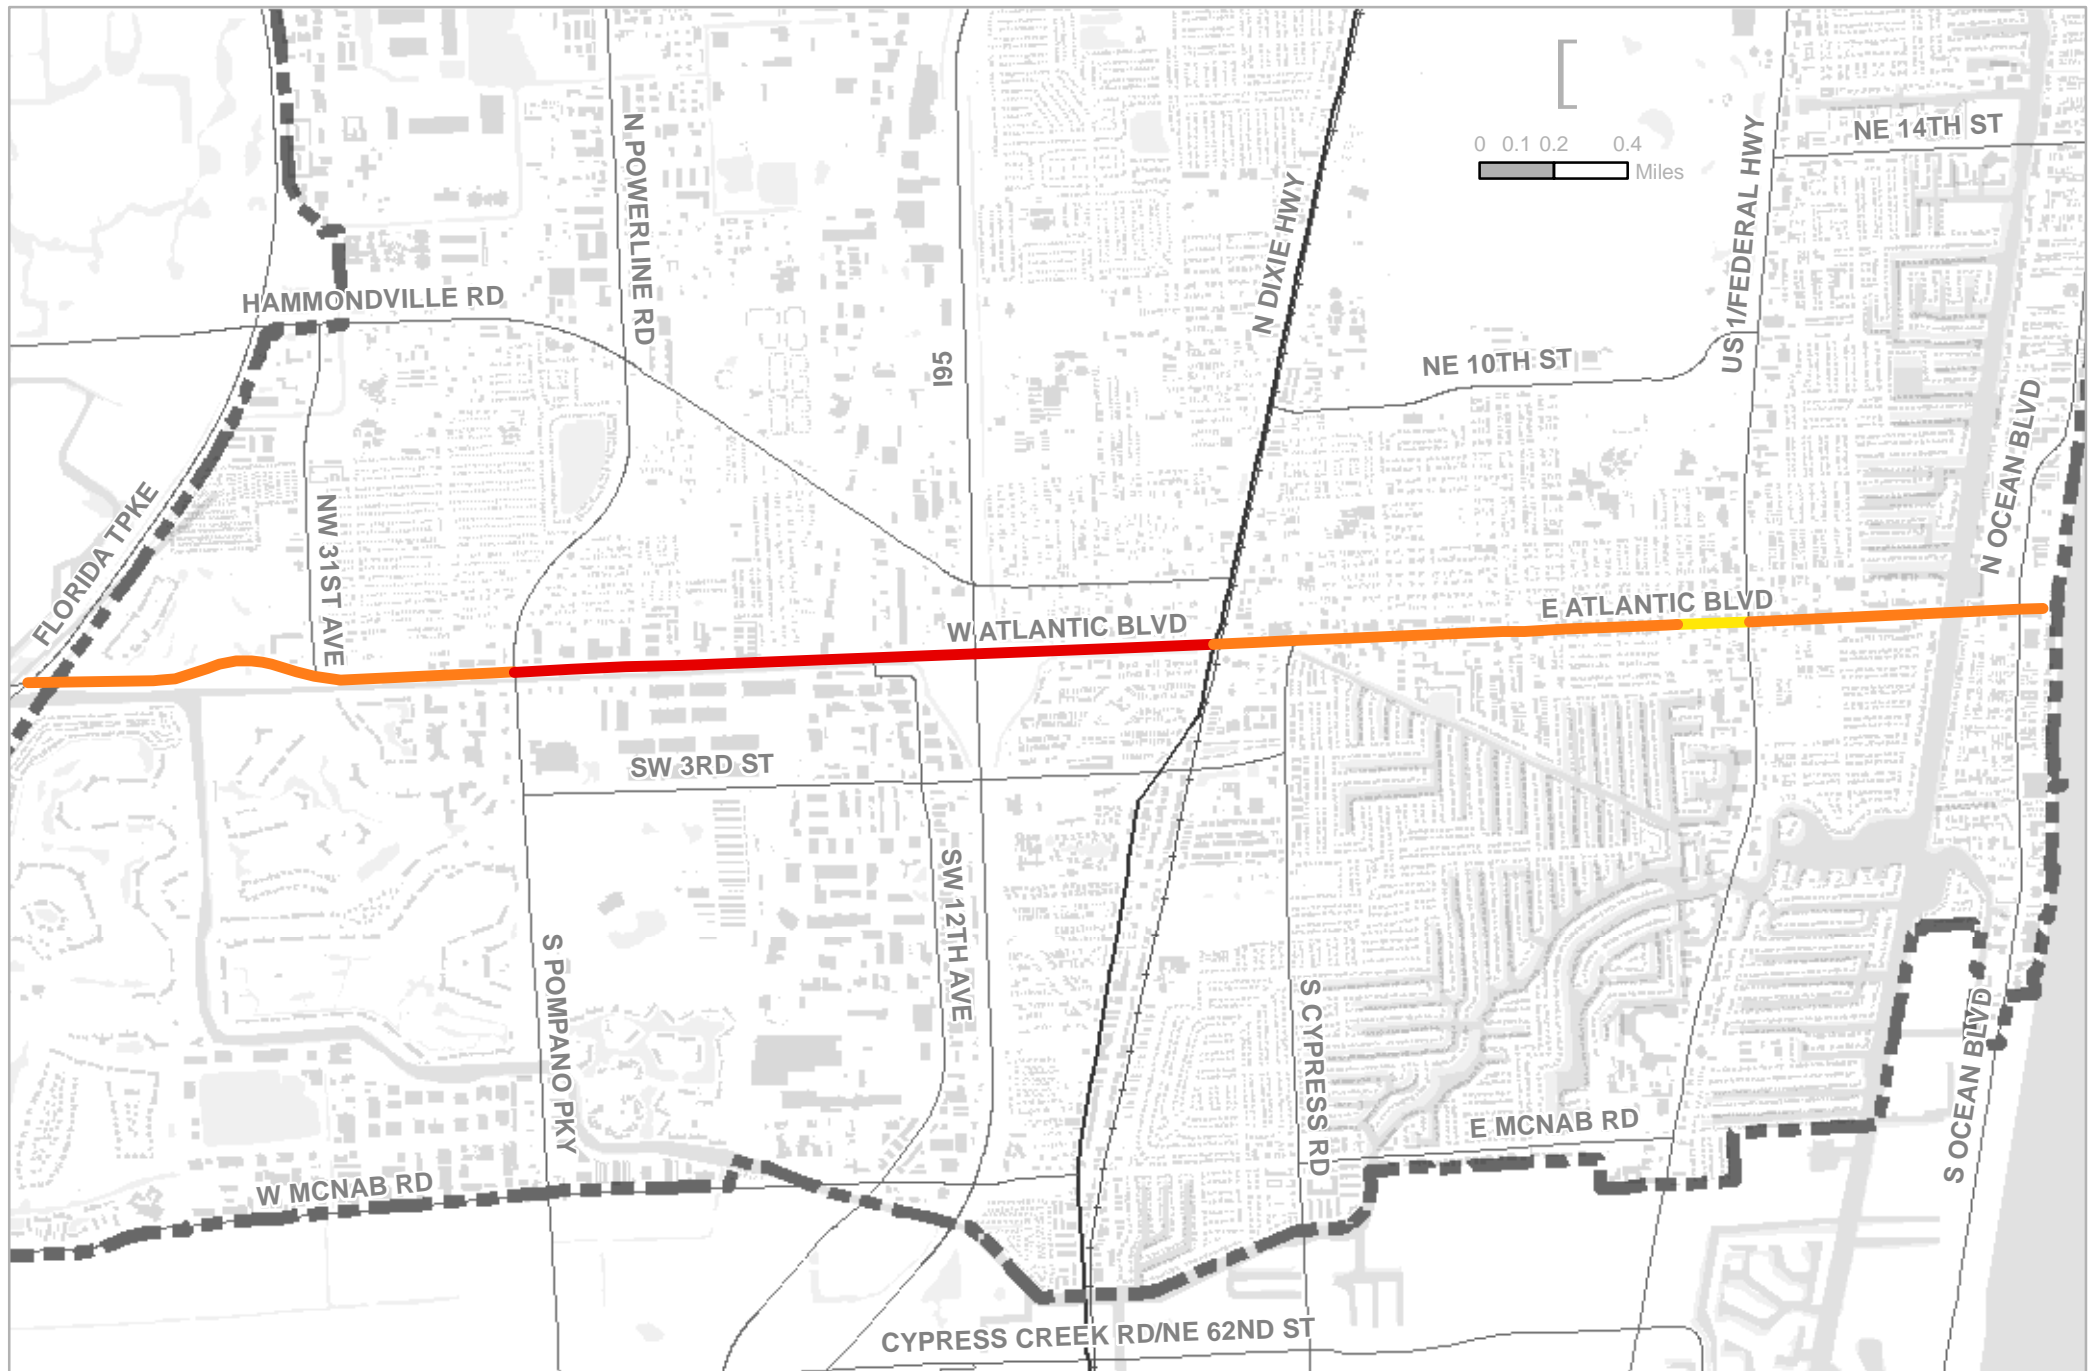 NE 14TH ST
0 0.1 0.2 0.4
Miles
N POWERLINE RD
US 1/FEDERAL HWY
N DIXIE HWY
HAMMONDVILLE RD
I95
NE 10TH ST
N OCEAN BLVD
FLORIDA TPKE
NW 31ST AVE
E ATLANTIC BLVD
W ATLANTIC BLVD
SW 3RD ST
SW 12TH AVE
S POMPANO PKY
S CYPRESS RD
S OCEAN BLVD
E MCNAB RD
W MCNAB RD
CYPRESS CREEK RD/NE 62ND ST